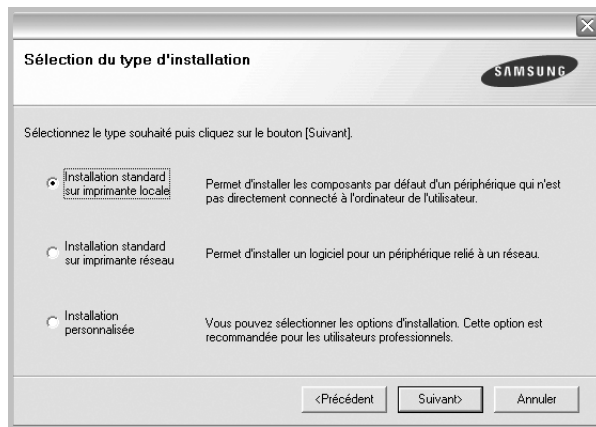 Sélection du type d'installation
SAMSUNG
Sélectionnez le type souhaité puis cliquez sur le bouton [Suivant].
Installation standard
sur imprimante locale
Permet d'installer les composants par défaut d'un périphérique qui n'est
pas directement connecté à l'ordinateur de l'utilisateur.
Installation standard
sur imprimante réseau
Permet d'installer un logiciel pour un périphérique relié à un réseau.
Installation
personnalisée
Vous pouvez sélectionner les options d'installation. Cette option est
recommandée pour les utilisateurs professionnels.
<Précédent
Suivant>
Annuler